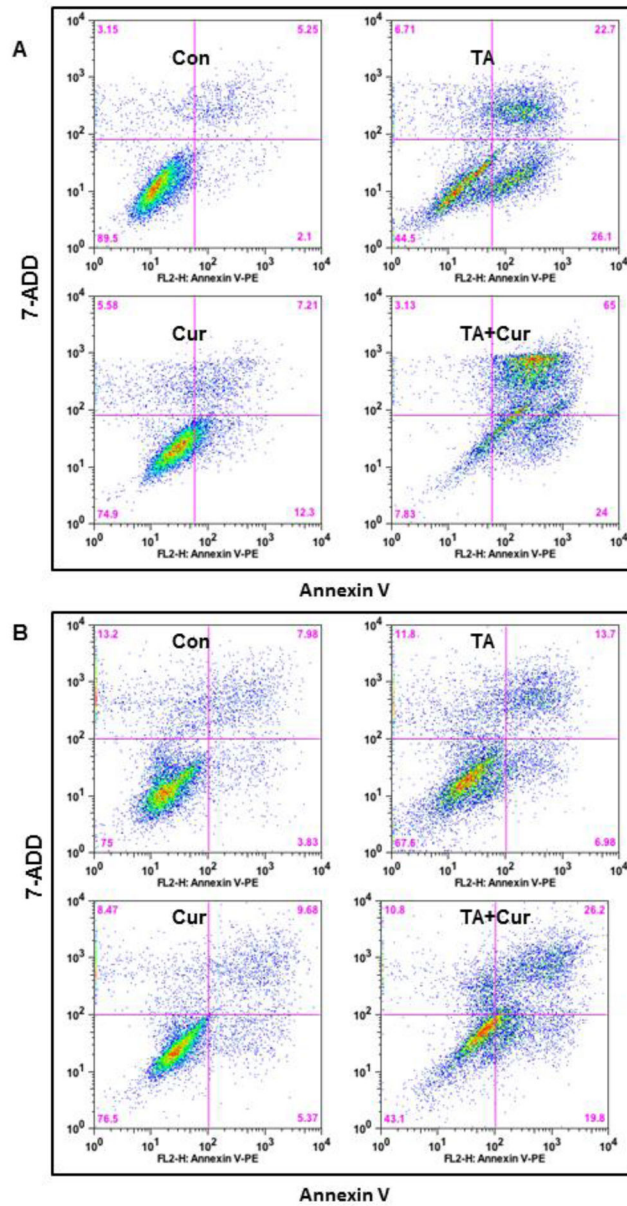 A
7-ADD
3.15 5.25
Con
10⁴
10³
10²
10¹
10⁰
89.5 2.1
10⁰ 10¹ 10² 10³ 10⁴
FL2-H: Annexin V-PE
6.71 22.7
TA
10⁴
10³
10²
10¹
10⁰
44.5 26.1
10⁰ 10¹ 10² 10³ 10⁴
FL2-H: Annexin V-PE
5.58 7.21
Cur
10⁴
10³
10²
10¹
10⁰
74.9 12.3
10⁰ 10¹ 10² 10³ 10⁴
FL2-H: Annexin V-PE
3.13 65
TA+Cur
10⁴
10³
10²
10¹
10⁰
7.83 24
10⁰ 10¹ 10² 10³ 10⁴
FL2-H: Annexin V-PE
Annexin V
B
7-ADD
13.2 7.98
Con
10⁴
10³
10²
10¹
10⁰
75 3.83
10⁰ 10¹ 10² 10³ 10⁴
FL2-H: Annexin V-PE
11.8 13.7
TA
10⁴
10³
10²
10¹
10⁰
67.6 6.98
10⁰ 10¹ 10² 10³ 10⁴
FL2-H: Annexin V-PE
8.47 9.68
Cur
10⁴
10³
10²
10¹
10⁰
76.5 5.37
10⁰ 10¹ 10² 10³ 10⁴
FL2-H: Annexin V-PE
10.8 26.2
TA+Cur
10⁴
10³
10²
10¹
10⁰
43.1 19.8
10⁰ 10¹ 10² 10³ 10⁴
FL2-H: Annexin V-PE
Annexin V